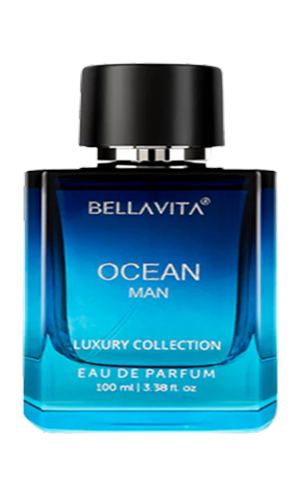 BELLAVITA®
OCEAN
MAN
LUXURY COLLECTION
EAU DE PARFUM
100 ml | 3.38 fl. oz